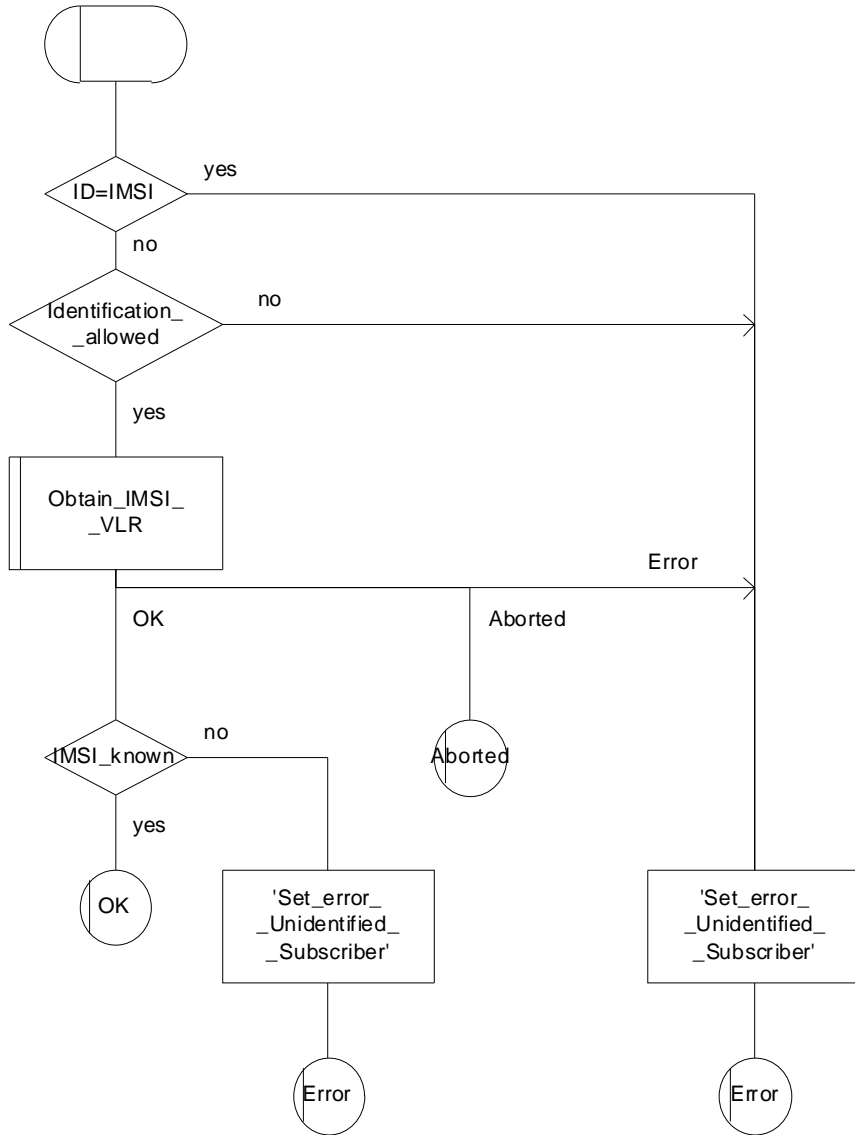 yes
ID=IMSI
no
Identification_
_allowed
no
yes
Obtain_IMSI_
_VLR
Error
OK
Aborted
no
IMSI_known
Aborted
yes
OK
'Set_error_
_Unidentified_
_Subscriber'
'Set_error_
_Unidentified_
_Subscriber'
Error
Error